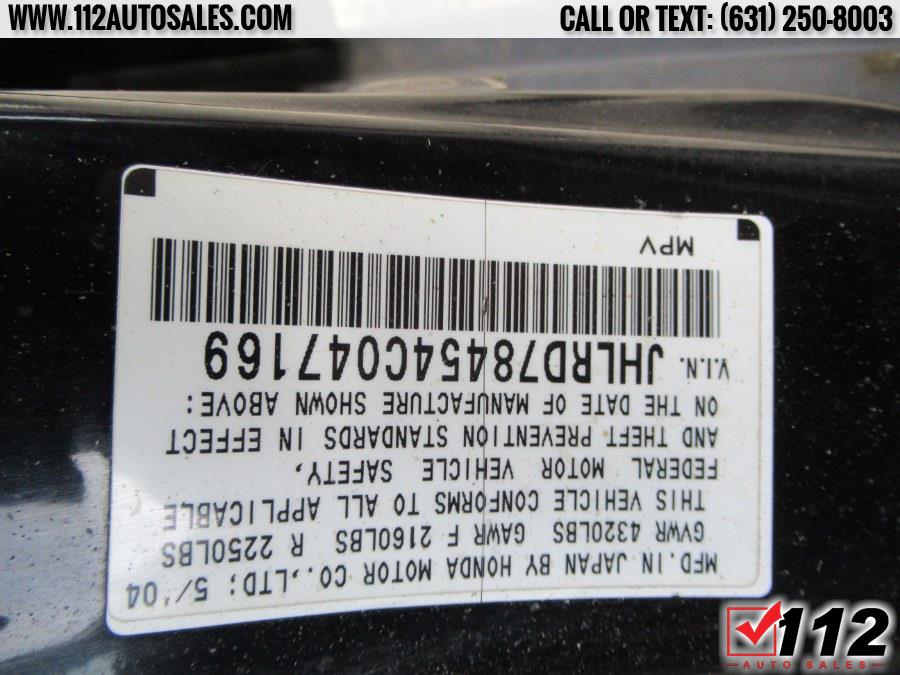 WWW.112AUTOSALES.COM
CALL OR TEXT: (631) 250-8003
MFD.IN JAPAN BY HONDA MOTOR CO.,LTD; 5/'04
GVWR 4320LBS GAWR F 2160LBS R 2250LBS
THIS VEHICLE CONFORMS TO ALL APPLICABLE
FEDERAL MOTOR VEHICLE SAFETY,
AND THEFT PREVENTION STANDARDS IN EFFECT
ON THE DATE OF MANUFACTURE SHOWN ABOVE:
V.I.N. JHLRD78454C047169
MPV
112
AUTO SALES